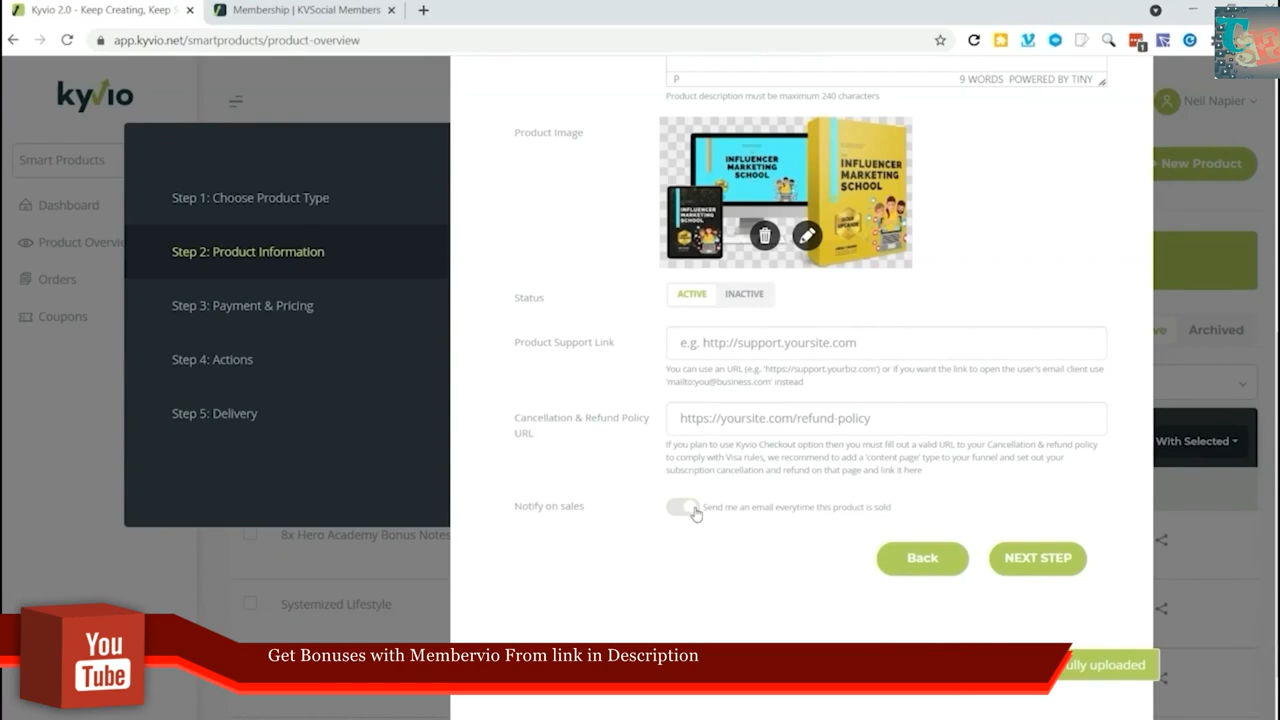 Kyvio 2.0 - Keep Creating, Keep S
Membership | KVSocial Members
app.kyvio.net/smartproducts/product-overview
kyvio
Neil Napier
Smart Products
Dashboard
Product Overvie
Orders
Coupons
Step 1: Choose Product Type
Step 2: Product Information
Step 3: Payment & Pricing
Step 4: Actions
Step 5: Delivery
P
9 WORDS POWERED BY TINY
Product description must be maximum 240 characters
Product Image
INFLUENCER
MARKETING
SCHOOL
INFLUENCER
MARKETING
SCHOOL
INFLUENCER
MARKETING
SCHOOL
Status
ACTIVE
INACTIVE
Product Support Link
e.g. http://support.yoursite.com
You can use an URL (e.g. 'https://support.yourbiz.com') or if you want the link to open the user's email client use
'mailto:you@business.com' instead
Cancellation & Refund Policy
URL
https://yoursite.com/refund-policy
If you plan to use Kyvio Checkout option then you must fill out a valid URL to your Cancellation & refund policy
to comply with Visa rules, we recommend to add a 'content page' type to your funnel and set out your
subscription cancellation and refund on that page and link it here
Notify on sales
Send me an email everytime this product is sold
Back
NEXT STEP
New Product
Archived
With Selected
8x Hero Academy Bonus Notes
Systemized Lifestyle
ully uploaded
You
Tube
Get Bonuses with Membervio From link in Description